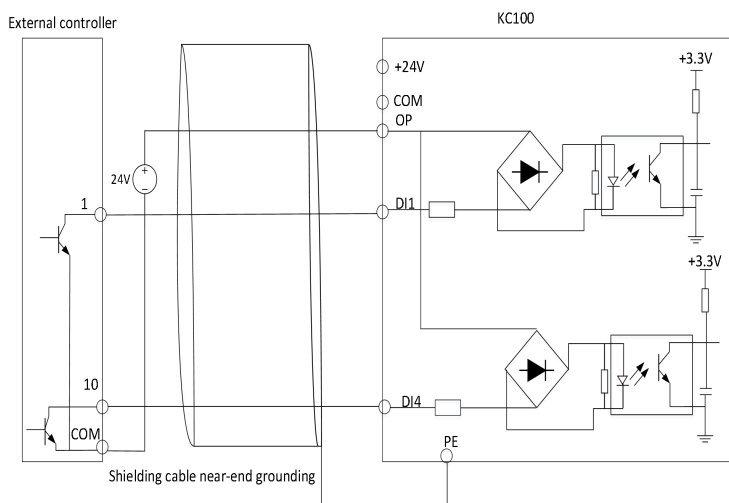 External controller
KC100
+24V
COM
OP
+3.3V
24V
+
−
1
DI1
+3.3V
10
DI4
COM
PE
Shielding cable near-end grounding